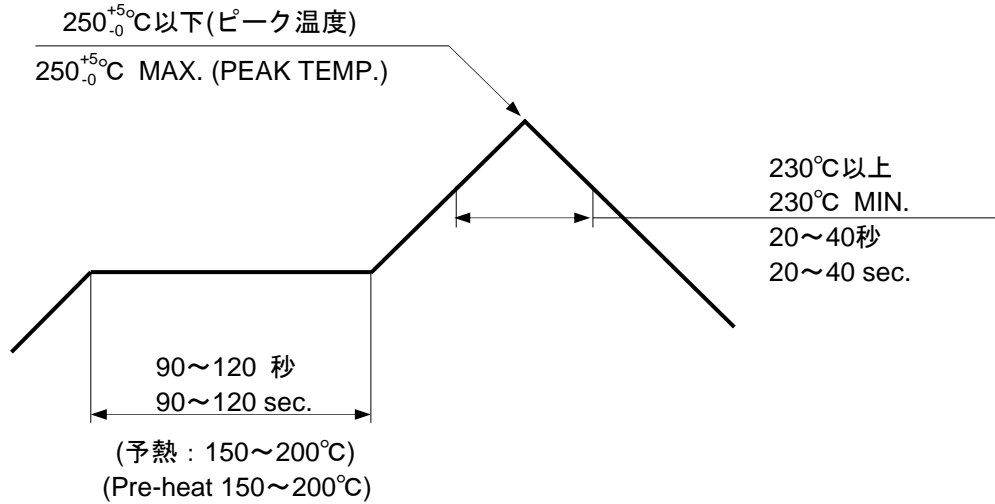 250+5-0℃以下(ピーク温度)
250+5-0℃ MAX. (PEAK TEMP.)
230℃以上
230℃ MIN.
20～40秒
20～40 sec.
90～120 秒
90～120 sec.
(予熱：150～200℃)
(Pre-heat 150～200℃)